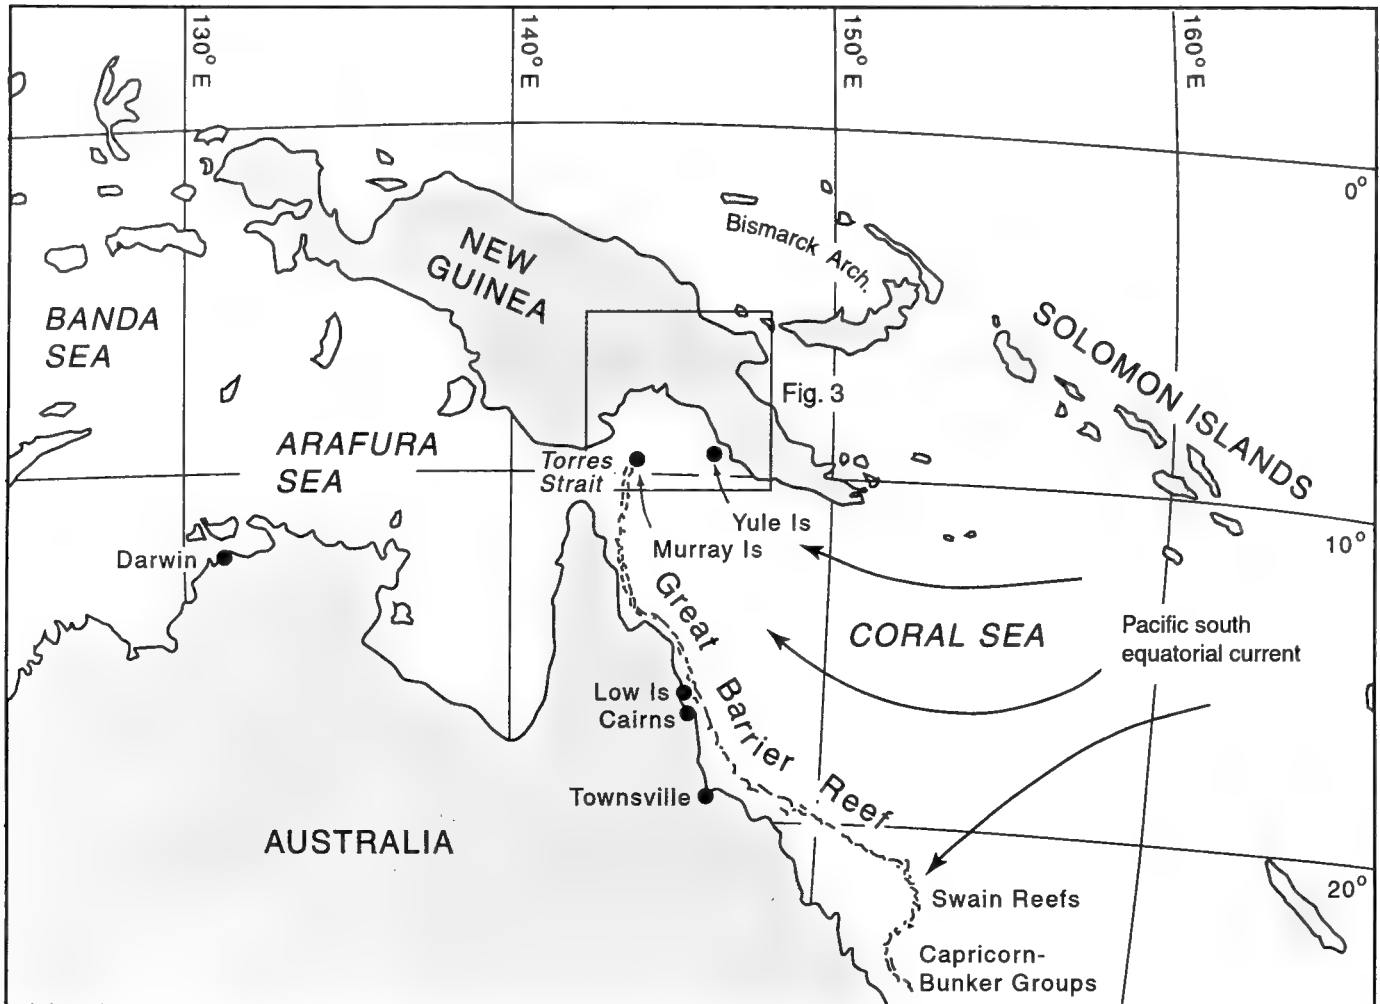 130° E
140° E
150° E
160° E
0°
Bismarck Arch.
NEW
GUINEA
BANDA
SEA
SOLOMON ISLANDS
Fig. 3
ARAFURA
SEA
Torres
Strait
Yule Is
Murray Is
10°
Darwin
Great Barrier Reef
CORAL SEA
Pacific south
equatorial current
Low Is
Cairns
Townsville
AUSTRALIA
20°
Swain Reefs
Capricorn-
Bunker Groups